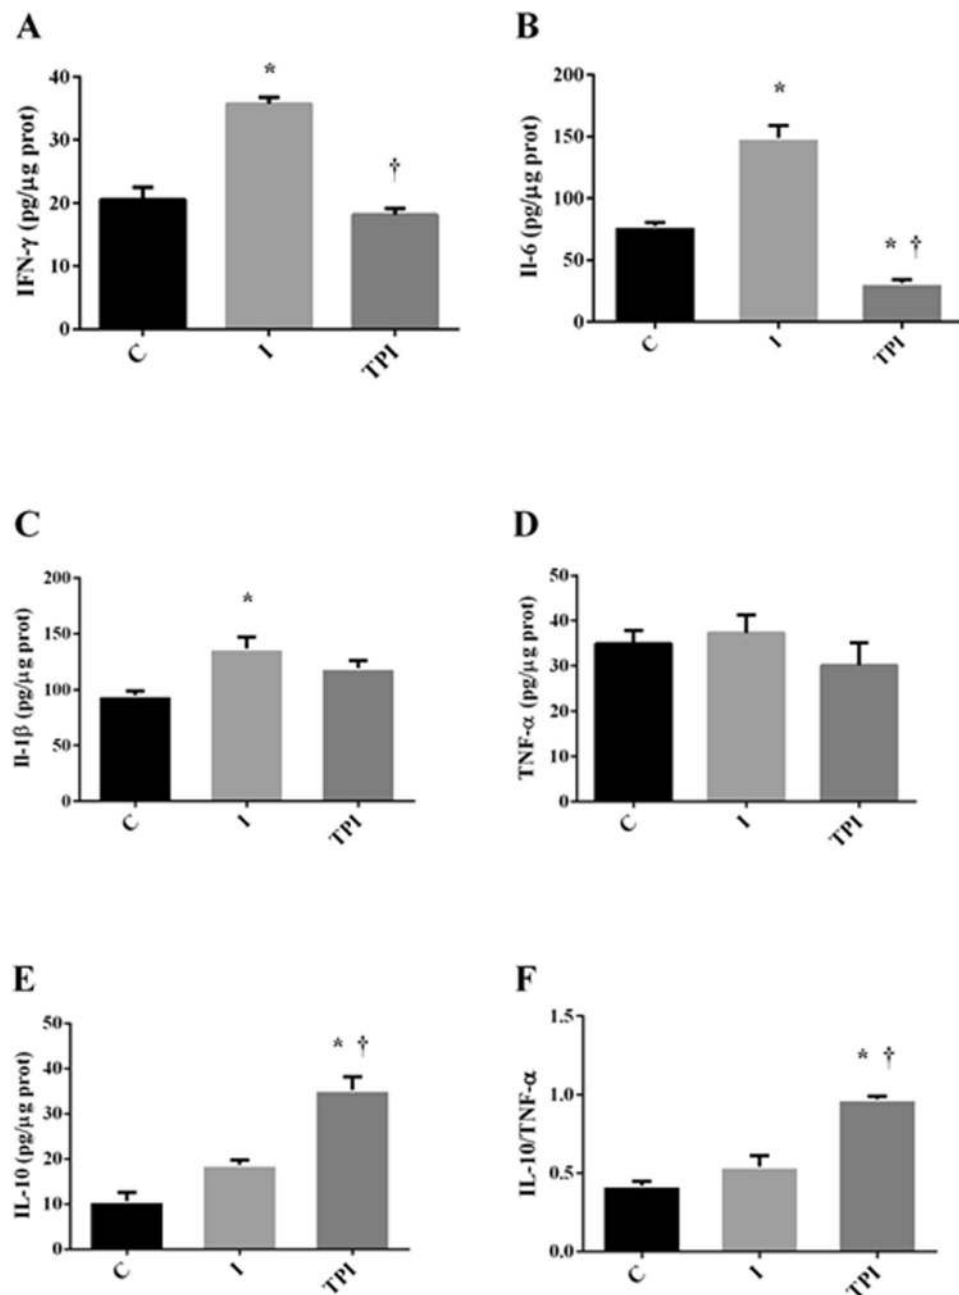 A
IFN-γ (pg/μg prot)
40
30
20
10
0
*
†
C
I
TPI
B
Il-6 (pg/μg prot)
200
150
100
50
0
*
* †
C
I
TPI
C
Il-1β (pg/μg prot)
200
150
100
50
0
*
C
I
TPI
D
TNF-α (pg/μg prot)
50
40
30
20
10
0
C
I
TPI
E
IL-10 (pg/μg prot)
50
40
30
20
10
0
* †
C
I
TPI
F
IL-10/TNF-α
1.5
1.0
0.5
0.0
* †
C
I
TPI